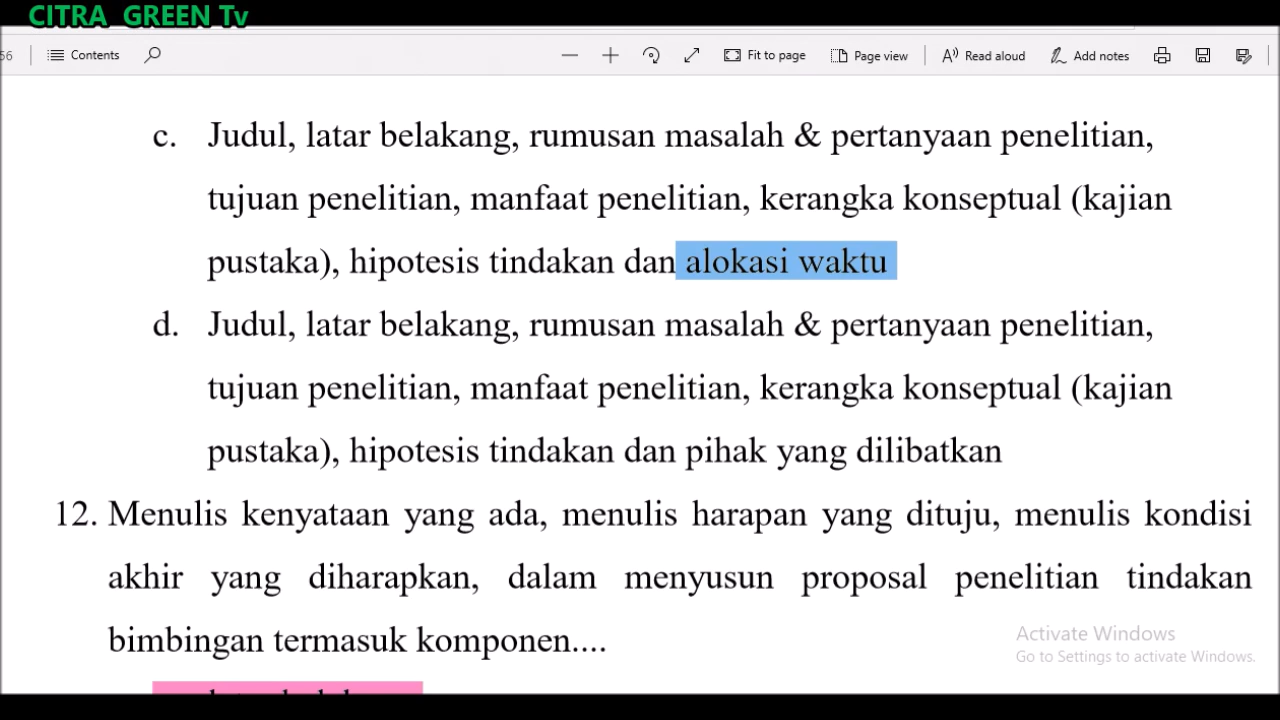 CITRA GREEN Tv
56 Contents Fit to page Page view Read aloud Add notes
c. Judul, latar belakang, rumusan masalah & pertanyaan penelitian,
tujuan penelitian, manfaat penelitian, kerangka konseptual (kajian
pustaka), hipotesis tindakan dan alokasi waktu
d. Judul, latar belakang, rumusan masalah & pertanyaan penelitian,
tujuan penelitian, manfaat penelitian, kerangka konseptual (kajian
pustaka), hipotesis tindakan dan pihak yang dilibatkan
12. Menulis kenyataan yang ada, menulis harapan yang dituju, menulis kondisi
akhir yang diharapkan, dalam menyusun proposal penelitian tindakan
bimbingan termasuk komponen....
Activate Windows
Go to Settings to activate Windows.